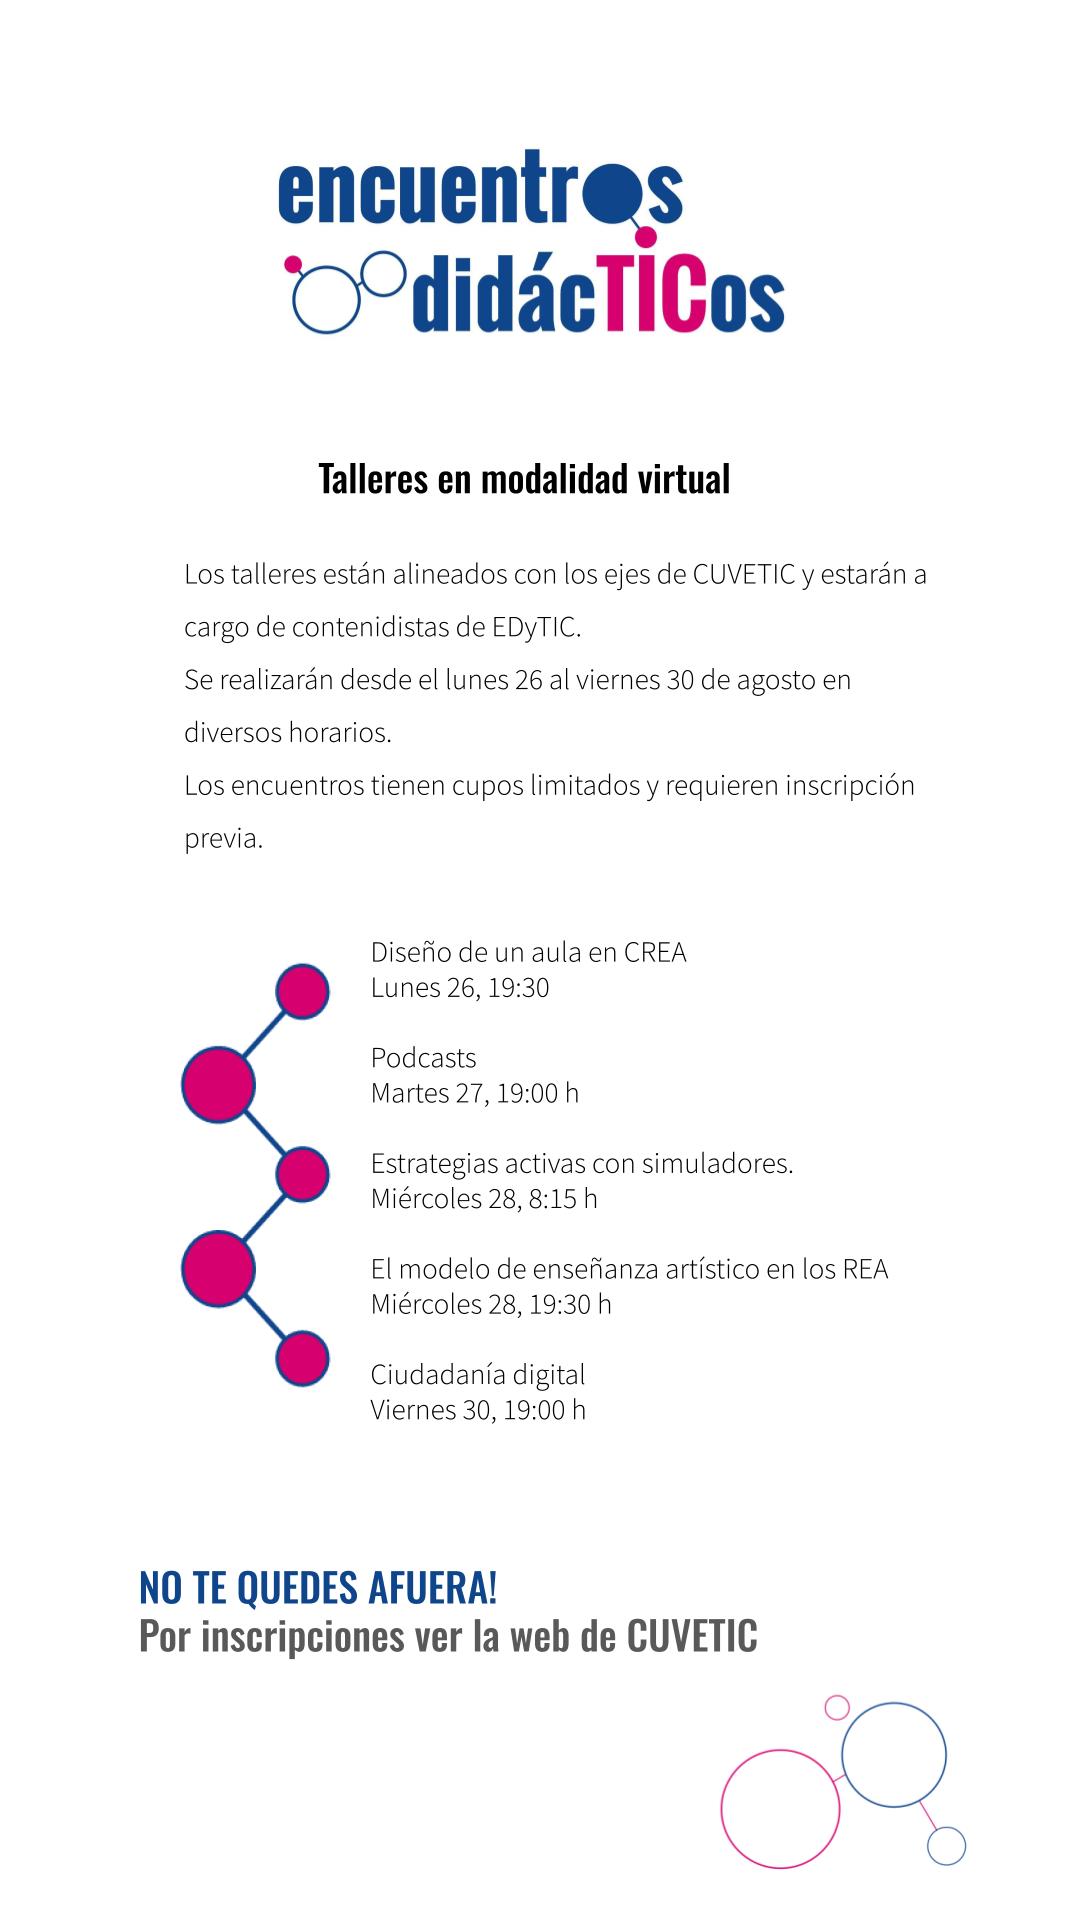 encuentros
didácTICos
Talleres en modalidad virtual
Los talleres están alineados con los ejes de CUVETIC y estarán a
cargo de contenidistas de EDyTIC.
Se realizarán desde el lunes 26 al viernes 30 de agosto en
diversos horarios.
Los encuentros tienen cupos limitados y requieren inscripción
previa.
Diseño de un aula en CREA
Lunes 26, 19:30
Podcasts
Martes 27, 19:00 h
Estrategias activas con simuladores.
Miércoles 28, 8:15 h
El modelo de enseñanza artístico en los REA
Miércoles 28, 19:30 h
Ciudadanía digital
Viernes 30, 19:00 h
NO TE QUEDES AFUERA!
Por inscripciones ver la web de CUVETIC